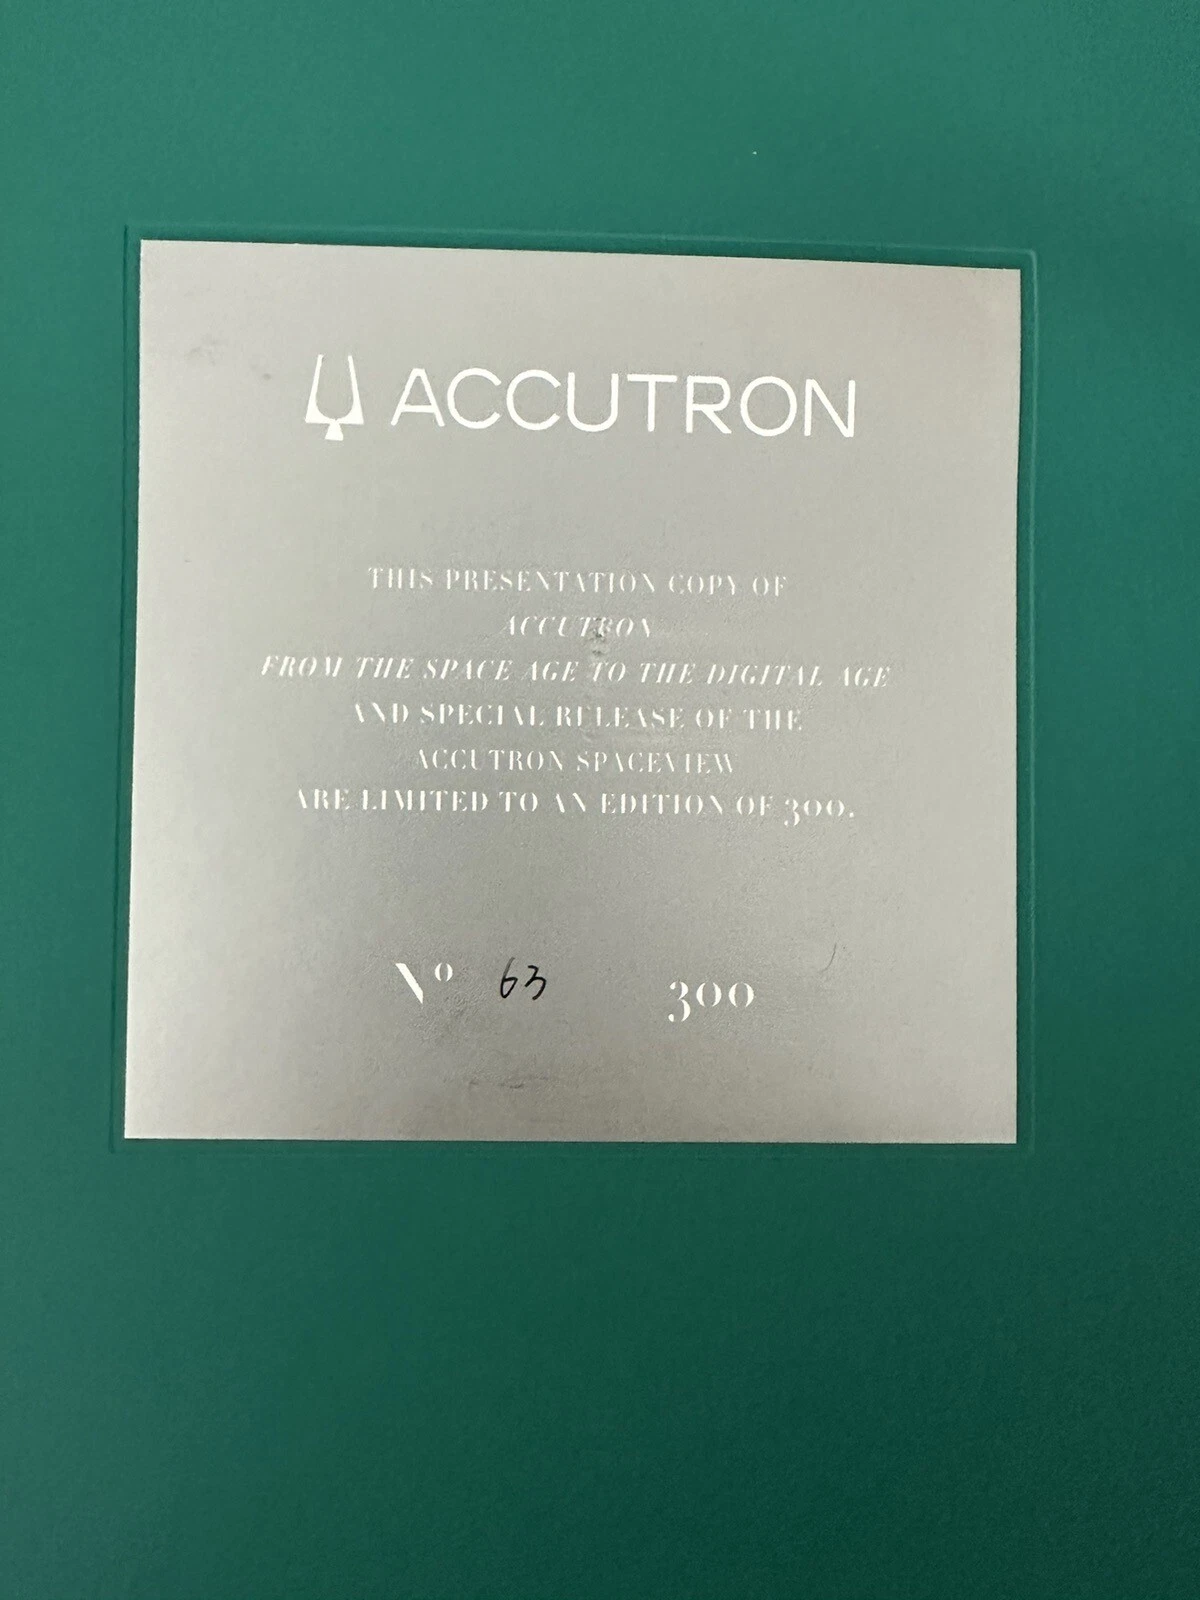 ACCUTRON
THIS PRESENTATION COPY OF
ACCUTRON
FROM THE SPACE AGE TO THE DIGITAL AGE
AND SPECIAL RELEASE OF THE
ACCUTRON SPACEVIEW
ARE LIMITED TO AN EDITION OF 300.
Nº 63 300